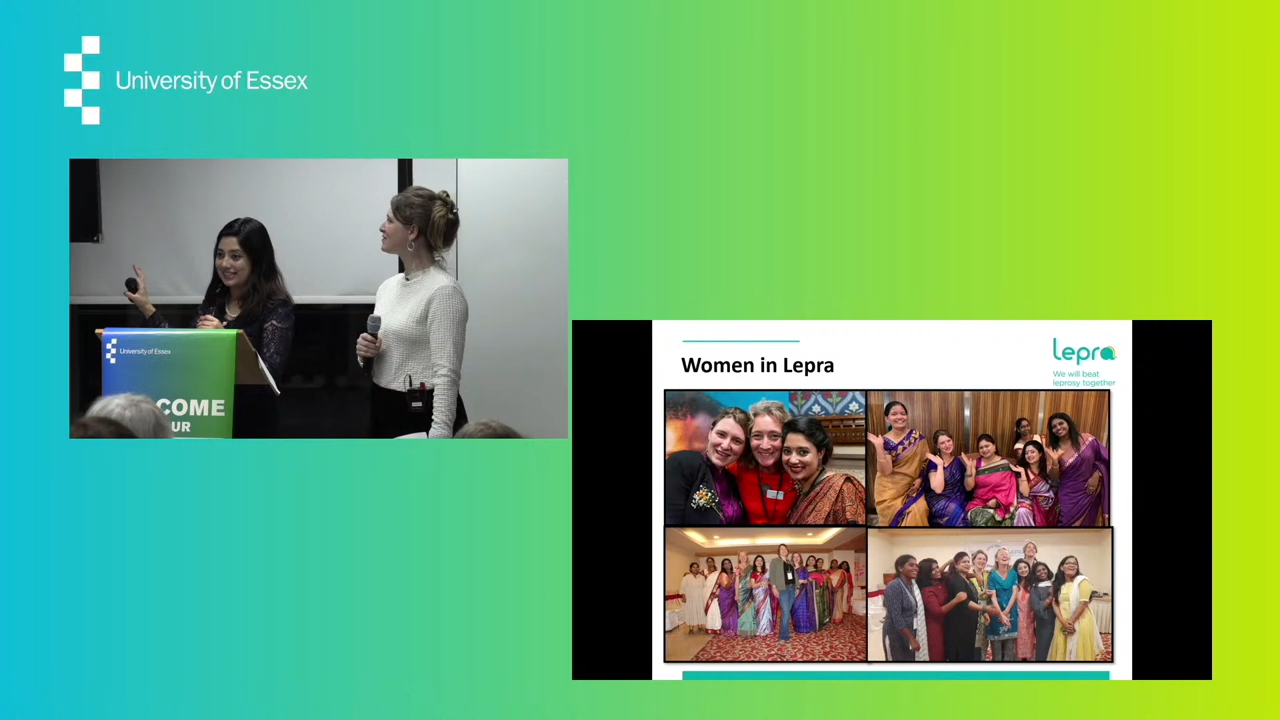 University of Essex
University of Essex
COME
UR
Women in Lepra
lepra
We will beat
leprosy together